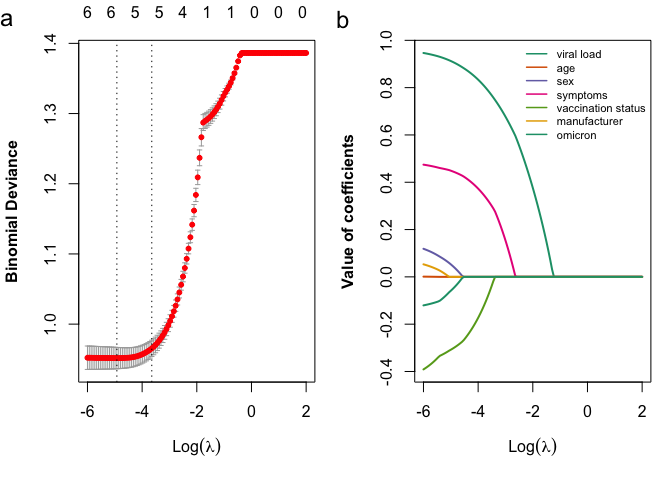 a
6 6 5 4 1 1 0 0 0
1.4
1.3
1.2
1.1
1.0
Binomial Deviance
-6 -4 -2 0 2
Log(λ)
b
1.0
0.8
0.6
0.4
0.2
0.0
-0.2
-0.4
Value of coefficients
viral load
age
sex
symptoms
vaccination status
manufacturer
omicron
-6 -4 -2 0 2
Log(λ)